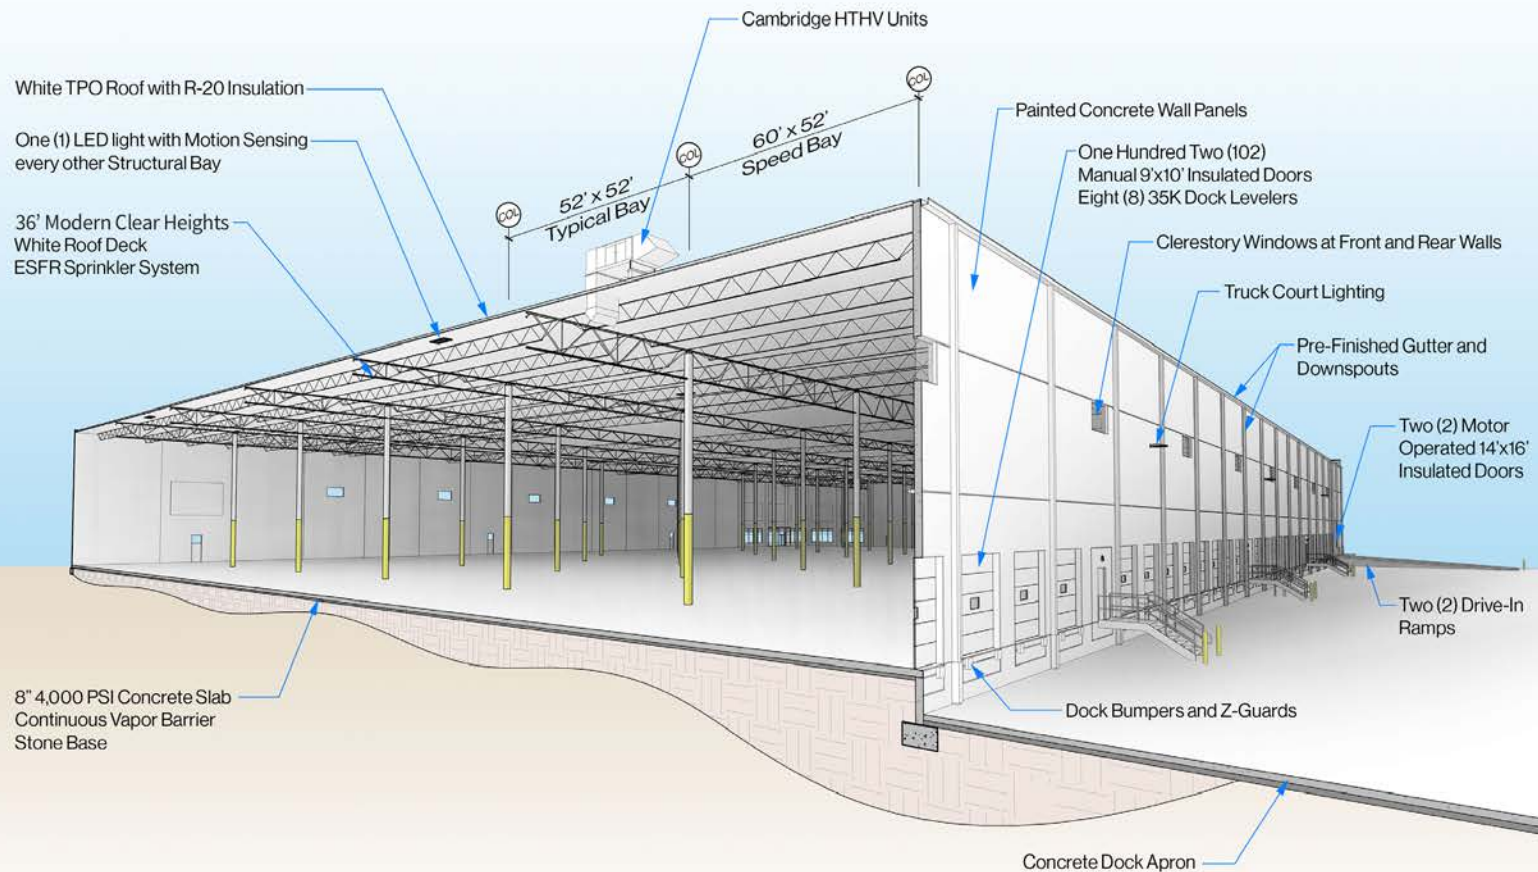 Cambridge HTHV Units
White TPO Roof with R-20 Insulation
One (1) LED light with Motion Sensing
every other Structural Bay
36' Modern Clear Heights
White Roof Deck
ESFR Sprinkler System
COL
52' x 52'
Typical Bay
COL
60' x 52'
Speed Bay
COL
Painted Concrete Wall Panels
One Hundred Two (102)
Manual 9'x10' Insulated Doors
Eight (8) 35K Dock Levelers
Clerestory Windows at Front and Rear Walls
Truck Court Lighting
Pre-Finished Gutter and
Downspouts
Two (2) Motor
Operated 14'x16'
Insulated Doors
Two (2) Drive-In
Ramps
8" 4,000 PSI Concrete Slab
Continuous Vapor Barrier
Stone Base
Dock Bumpers and Z-Guards
Concrete Dock Apron